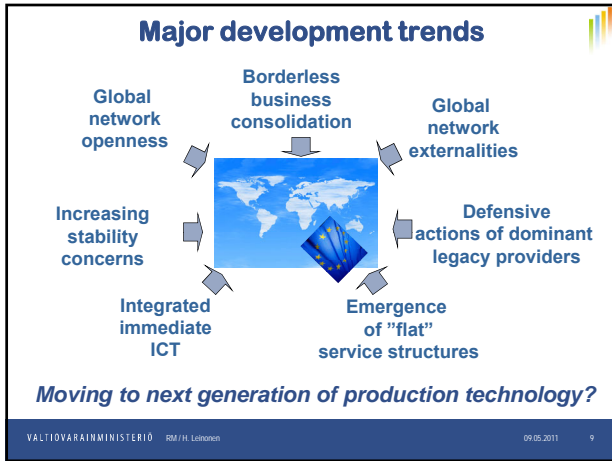 Major development trends
Borderless
business
consolidation
Global
network
openness
Global
network
externalities
Increasing
stability
concerns
Defensive
actions of dominant
legacy providers
Integrated
immediate
ICT
Emergence
of ”flat”
service structures
Moving to next generation of production technology?
VALTIOVARAINMINISTERIÖ RM / H. Leinonen 09.05.2011 9